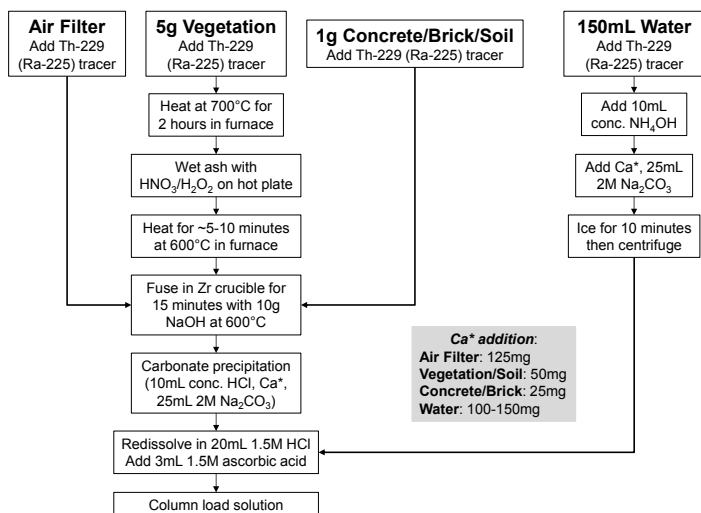 Air Filter
Add Th-229
(Ra-225) tracer
5g Vegetation
Add Th-229
(Ra-225) tracer
1g Concrete/Brick/Soil
Add Th-229 (Ra-225) tracer
150mL Water
Add Th-229
(Ra-225) tracer
Heat at 700°C for
2 hours in furnace
Wet ash with
HNO₃/H₂O₂ on hot plate
Heat for ~5-10 minutes
at 600°C in furnace
Fuse in Zr crucible for
15 minutes with 10g
NaOH at 600°C
Carbonate precipitation
(10mL conc. HCl, Ca*,
25mL 2M Na₂CO₃)
Add 10mL
conc. NH₄OH
Add Ca*, 25mL
2M Na₂CO₃
Ice for 10 minutes
then centrifuge
Ca* addition:
Air Filter: 125mg
Vegetation/Soil: 50mg
Concrete/Brick: 25mg
Water: 100-150mg
Redissolve in 20mL 1.5M HCl
Add 3mL 1.5M ascorbic acid
Column load solution